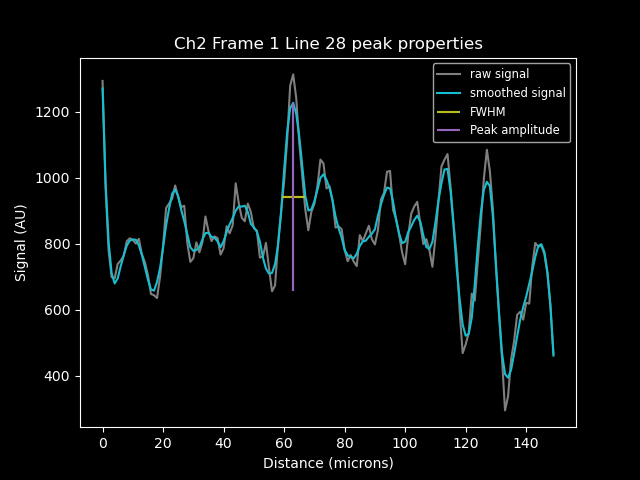 Ch2 Frame 1 Line 28 peak properties
raw signal
smoothed signal
FWHM
Peak amplitude
Signal (AU)
1200
1000
800
600
400
0 20 40 60 80 100 120 140
Distance (microns)